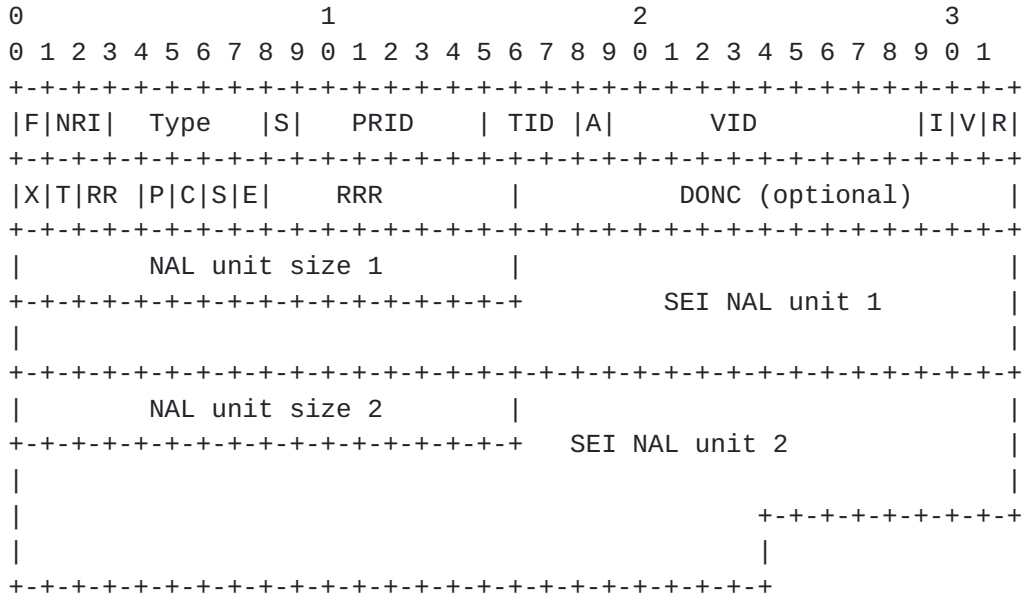 0                   1                   2                   3
0 1 2 3 4 5 6 7 8 9 0 1 2 3 4 5 6 7 8 9 0 1 2 3 4 5 6 7 8 9 0 1
+-+-+-+-+-+-+-+-+-+-+-+-+-+-+-+-+-+-+-+-+-+-+-+-+-+-+-+-+-+-+-+-+
|F|NRI|  Type   |S|   PRID    | TID |A|      VID            |I|V|R|
+-+-+-+-+-+-+-+-+-+-+-+-+-+-+-+-+-+-+-+-+-+-+-+-+-+-+-+-+-+-+-+-+
|X|T|RR |P|C|S|E|    RRR        |          DONC (optional)      |
+-+-+-+-+-+-+-+-+-+-+-+-+-+-+-+-+-+-+-+-+-+-+-+-+-+-+-+-+-+-+-+-+
|        NAL unit size 1        |                               |
+-+-+-+-+-+-+-+-+-+-+-+-+-+-+-+-+         SEI NAL unit 1        |
|                                                               |
+-+-+-+-+-+-+-+-+-+-+-+-+-+-+-+-+-+-+-+-+-+-+-+-+-+-+-+-+-+-+-+-+
|        NAL unit size 2        |                               |
+-+-+-+-+-+-+-+-+-+-+-+-+-+-+-+-+   SEI NAL unit 2              |
|                                                               |
|                                               +-+-+-+-+-+-+-+-+
|                                               |
+-+-+-+-+-+-+-+-+-+-+-+-+-+-+-+-+-+-+-+-+-+-+-+-+